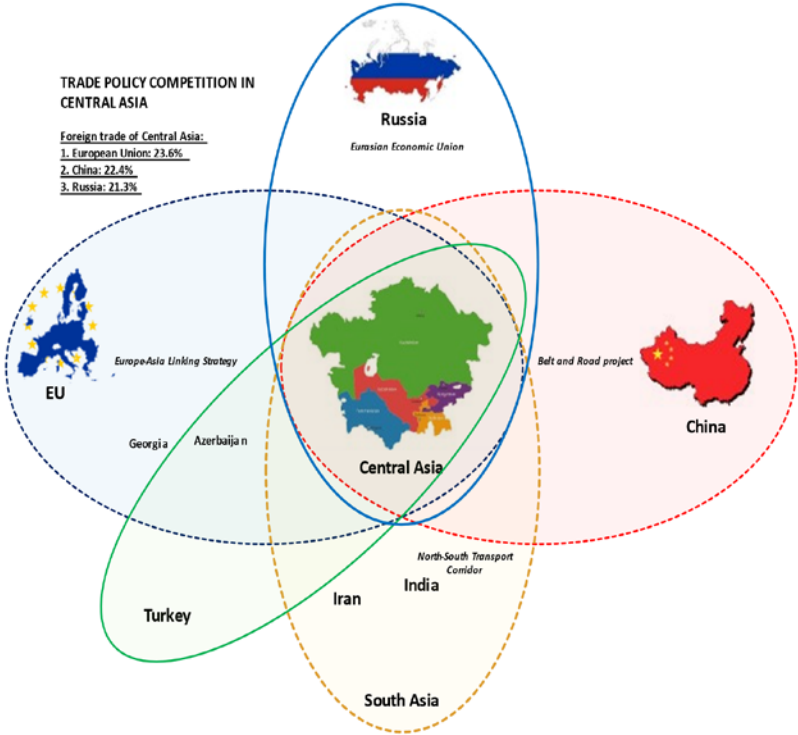 TRADE POLICY COMPETITION IN
CENTRAL ASIA
Foreign trade of Central Asia:
1. European Union: 23.6%
2. China: 22.4%
3. Russia: 21.3%
Russia
Eurasian Economic Union
Europe-Asia Linking Strategy
EU
Belt and Road project
China
Georgia
Azerbaijan
Central Asia
North-South Transport
Corridor
India
Iran
Turkey
South Asia